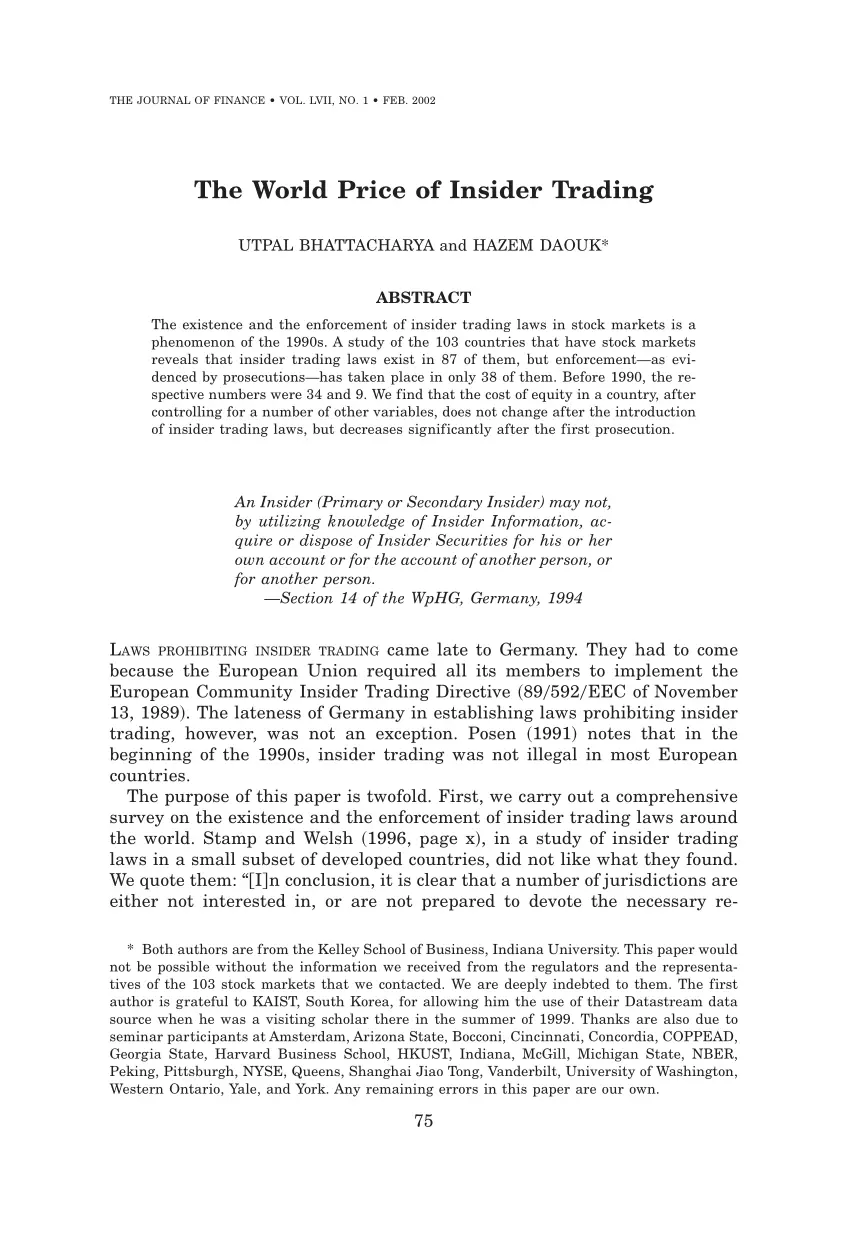 THE JOURNAL OF FINANCE • VOL. LVII, NO. 1 • FEB. 2002
The World Price of Insider Trading
UTPAL BHATTACHARYA and HAZEM DAOUK*
ABSTRACT
The existence and the enforcement of insider trading laws in stock markets is a
phenomenon of the 1990s. A study of the 103 countries that have stock markets
reveals that insider trading laws exist in 87 of them, but enforcement—as evi-
denced by prosecutions—has taken place in only 38 of them. Before 1990, the re-
spective numbers were 34 and 9. We find that the cost of equity in a country, after
controlling for a number of other variables, does not change after the introduction
of insider trading laws, but decreases significantly after the first prosecution.
An Insider (Primary or Secondary Insider) may not,
by utilizing knowledge of Insider Information, ac-
quire or dispose of Insider Securities for his or her
own account or for the account of another person, or
for another person.
—Section 14 of the WpHG, Germany, 1994
LAWS PROHIBITING INSIDER TRADING came late to Germany. They had to come
because the European Union required all its members to implement the
European Community Insider Trading Directive (89/592/EEC of November
13, 1989). The lateness of Germany in establishing laws prohibiting insider
trading, however, was not an exception. Posen (1991) notes that in the
beginning of the 1990s, insider trading was not illegal in most European
countries.
The purpose of this paper is twofold. First, we carry out a comprehensive
survey on the existence and the enforcement of insider trading laws around
the world. Stamp and Welsh (1996, page x), in a study of insider trading
laws in a small subset of developed countries, did not like what they found.
We quote them: “[I]n conclusion, it is clear that a number of jurisdictions are
either not interested in, or are not prepared to devote the necessary re-
* Both authors are from the Kelley School of Business, Indiana University. This paper would
not be possible without the information we received from the regulators and the representa-
tives of the 103 stock markets that we contacted. We are deeply indebted to them. The first
author is grateful to KAIST, South Korea, for allowing him the use of their Datastream data
source when he was a visiting scholar there in the summer of 1999. Thanks are also due to
seminar participants at Amsterdam, Arizona State, Bocconi, Cincinnati, Concordia, COPPEAD,
Georgia State, Harvard Business School, HKUST, Indiana, McGill, Michigan State, NBER,
Peking, Pittsburgh, NYSE, Queens, Shanghai Jiao Tong, Vanderbilt, University of Washington,
Western Ontario, Yale, and York. Any remaining errors in this paper are our own.
75